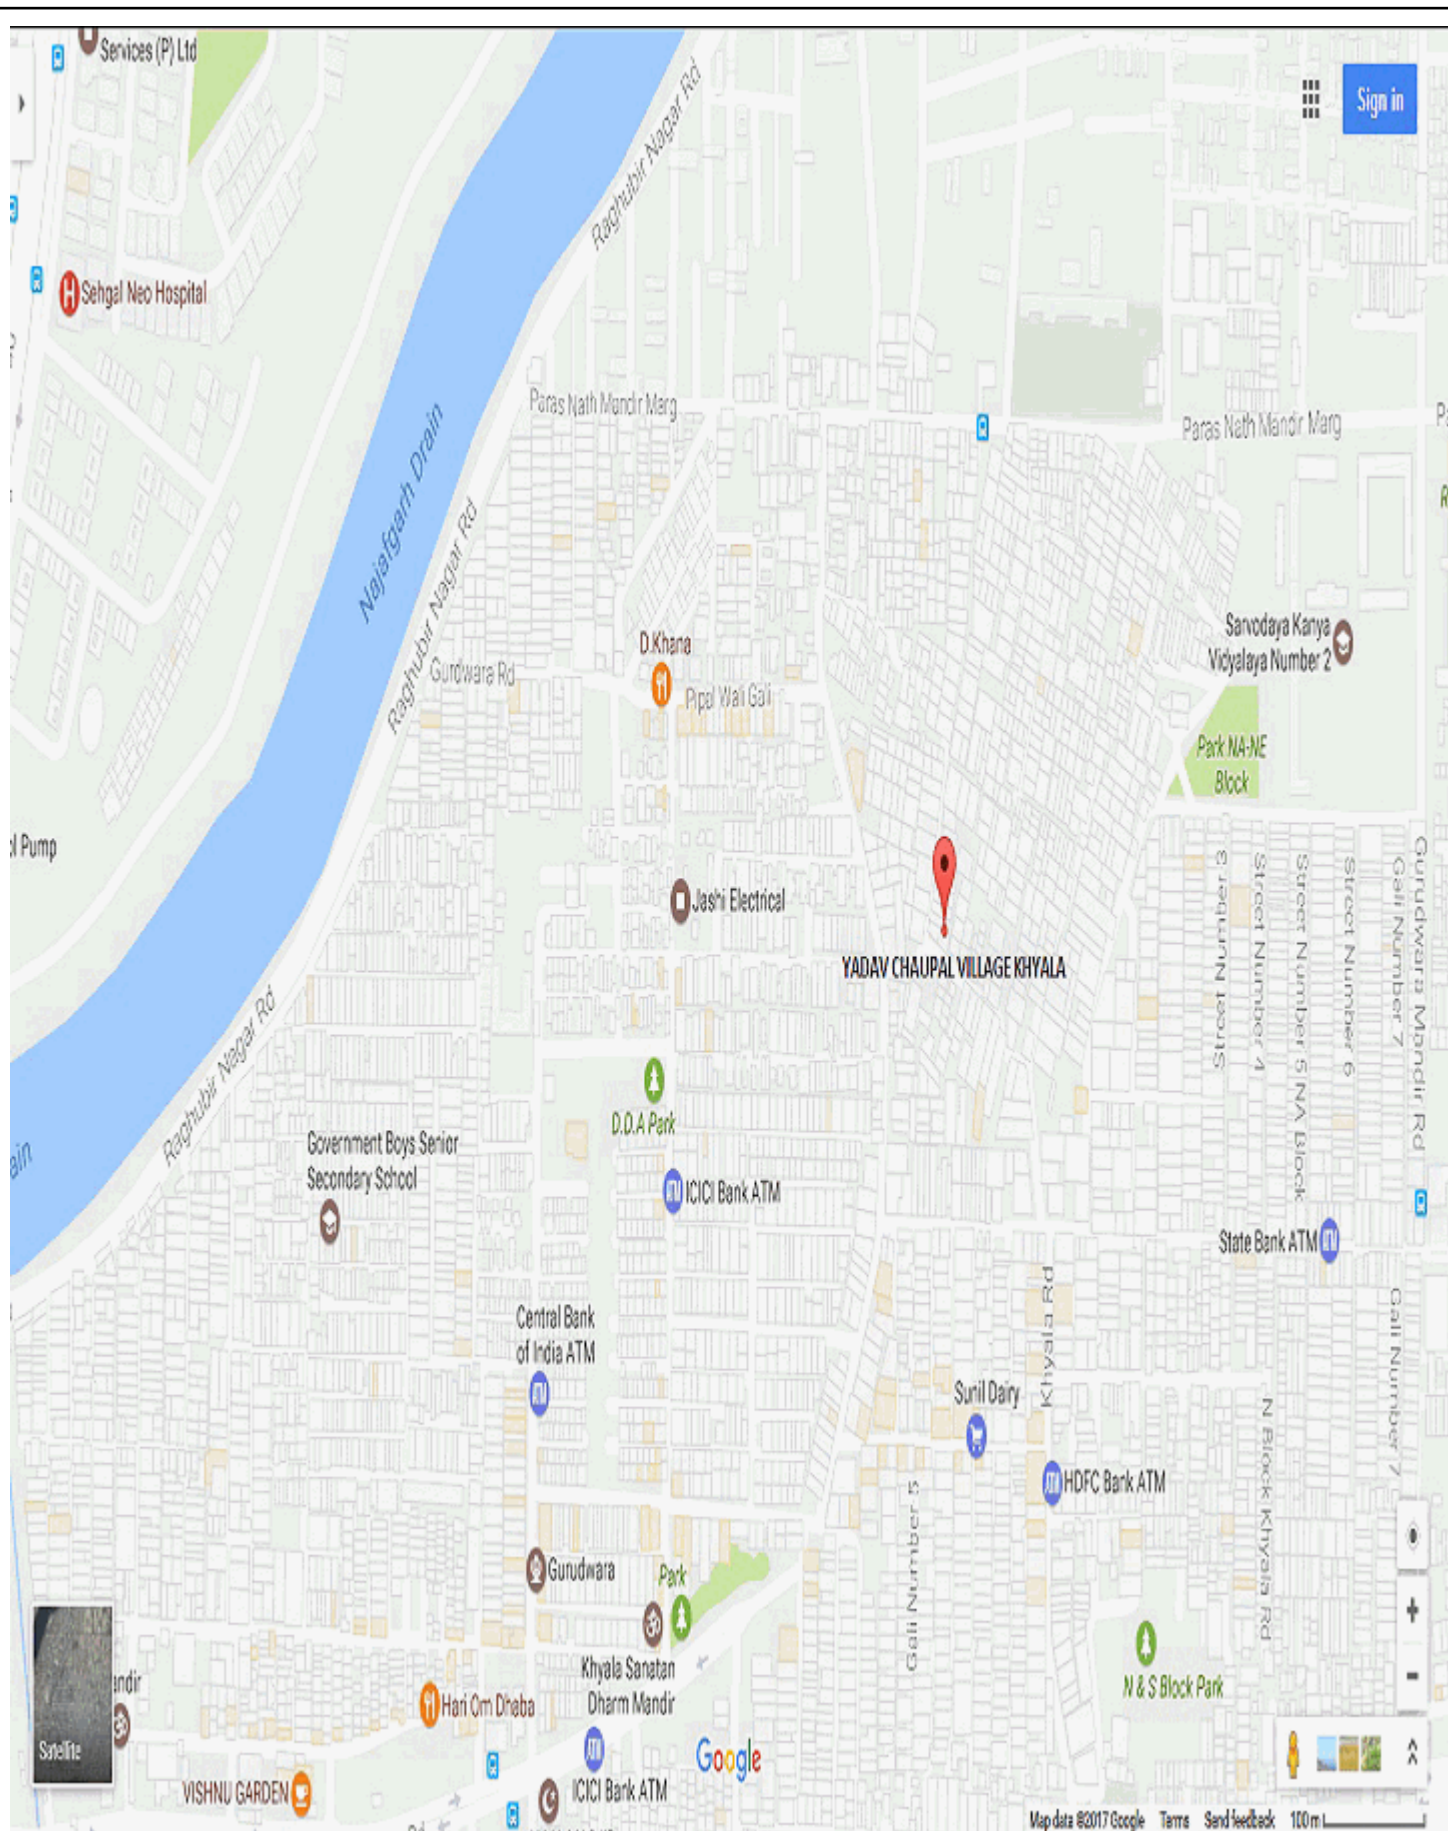 Services (P) Ltd
Sign in
Raghubir Nagar Rd
Sehgal Neo Hospital
Paras Nath Mandir Marg
Paras Nath Mandir Marg
Najafgarh Drain
Raghubir Nagar Rd
D.Khana
Sarvodaya Kanya
Vidyalaya Number 2
Gurdwara Rd
Pipal Wali Gali
Park NA-NE
Block
Pump
Jashi Electrical
YADAV CHAUPAL VILLAGE KHYALA
Street Number 3
Street Number 4
Street Number 5 NA Block
Street Number 6
Gali Number 7
Gurudwara Mandir Rd
Raghubir Nagar Rd
D.D.A Park
Government Boys Senior
Secondary School
ICICI Bank ATM
State Bank ATM
Central Bank
of India ATM
Khyala Rd
Gali Number 7
Sunil Dairy
HDFC Bank ATM
N Block Khyala Rd
Gali Number 5
Gurudwara
Park
Khyala Sanatan
Dharm Mandir
N & S Block Park
Hari Om Dhaba
Satellite
Google
VISHNU GARDEN
ICICI Bank ATM
Map data ©2017 Google Terms Send feedback 100 m